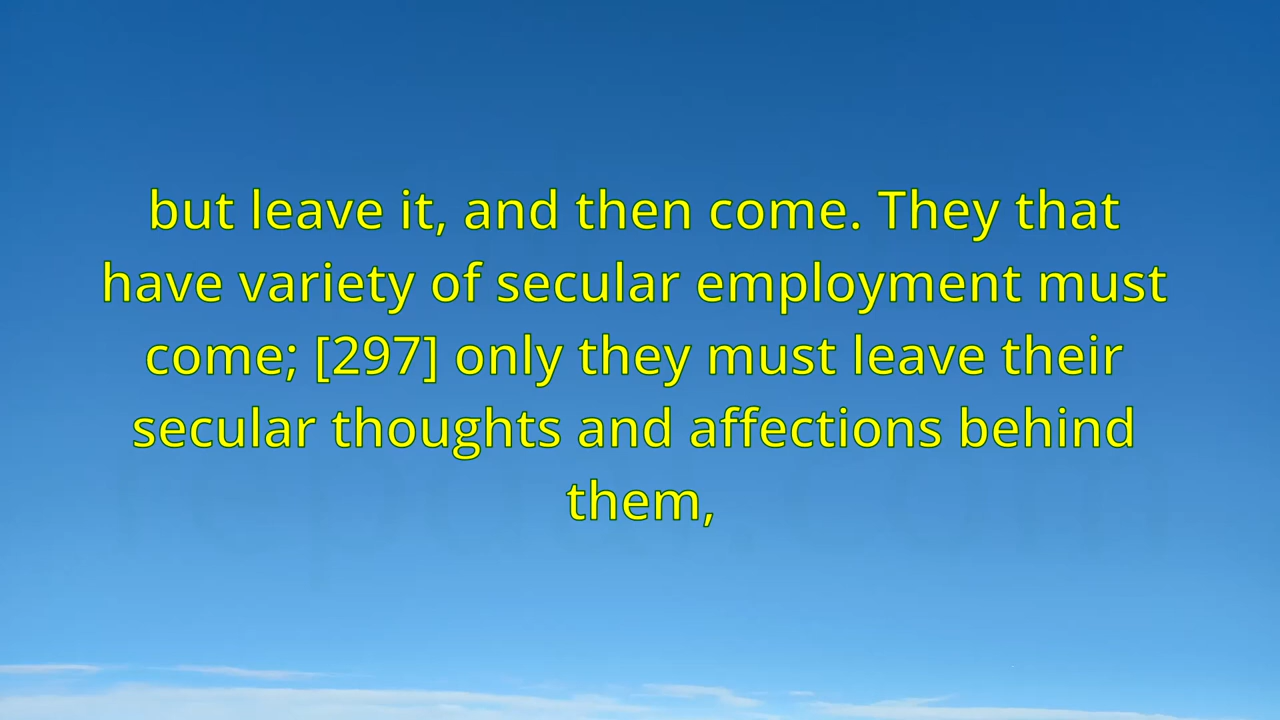 but leave it, and then come. They that
have variety of secular employment must
come; [297] only they must leave their
secular thoughts and affections behind
them,